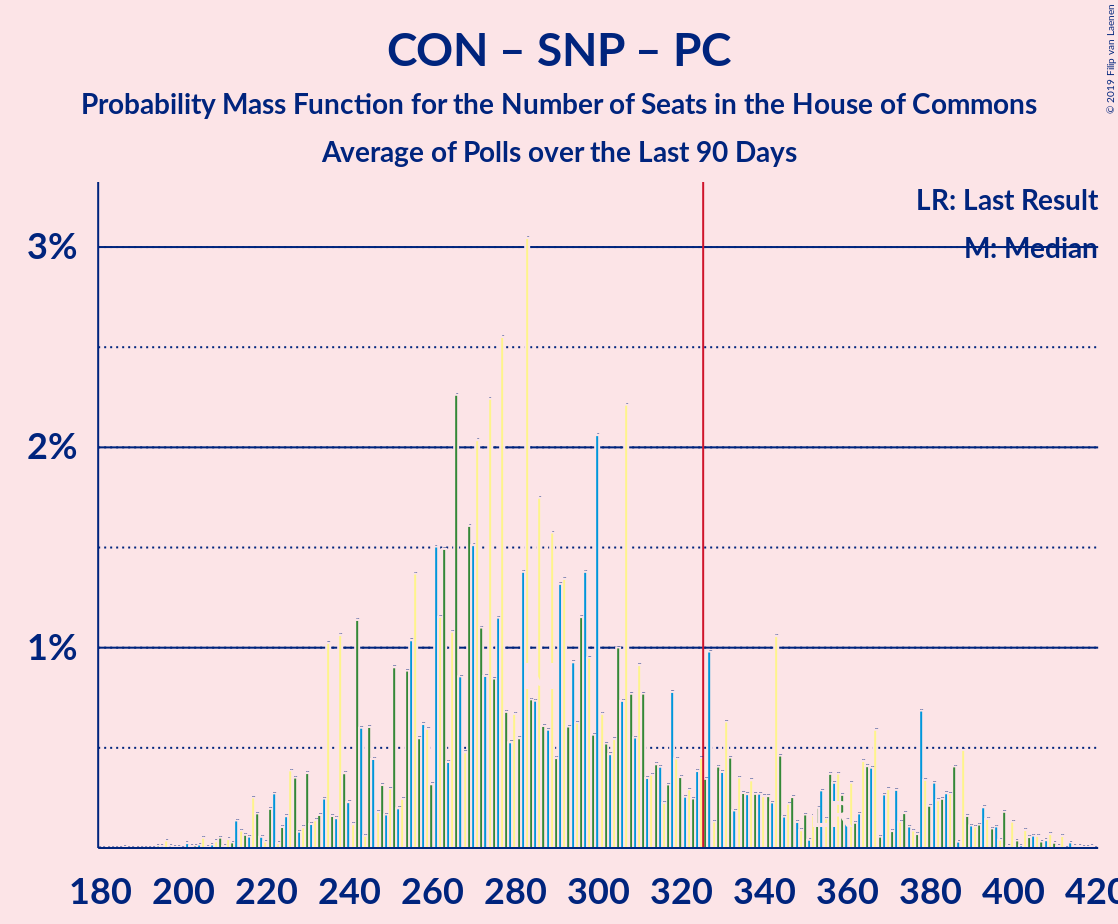 CON – SNP – PC
Probability Mass Function for the Number of Seats in the House of Commons
Average of Polls over the Last 90 Days
© 2019 Filip van Laenen
LR: Last Result
M: Median
3%
2%
1%
LR
180 200 220 240 260 280 300 320 340 360 380 400 420